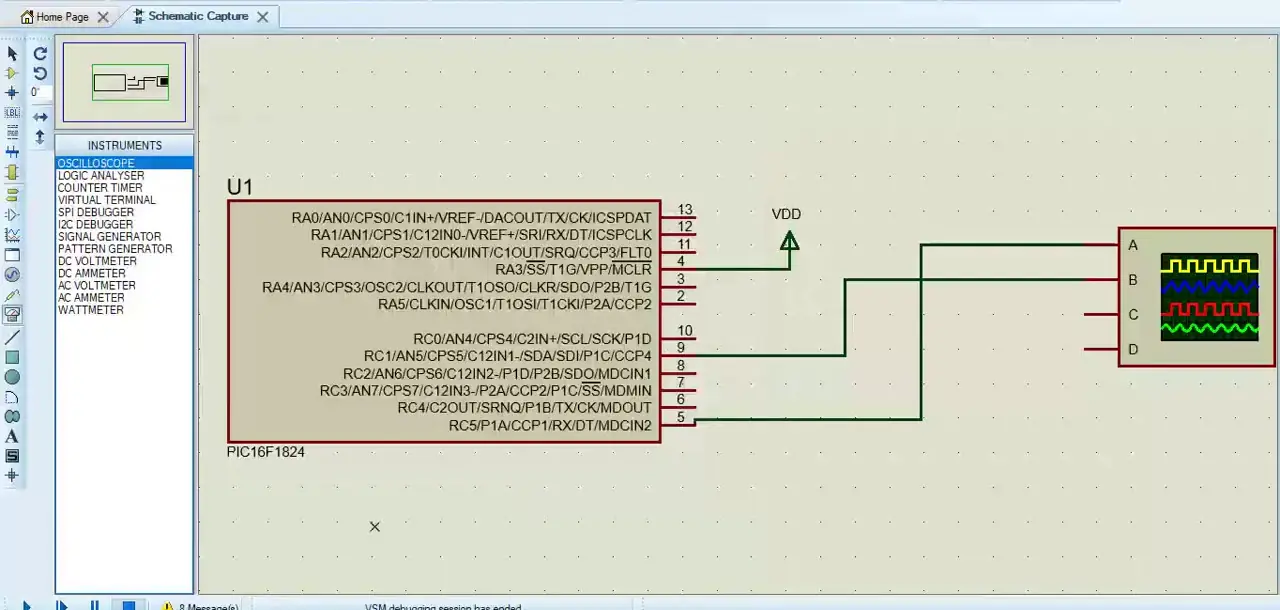 Home Page
Schematic Capture
0°
LBL
INSTRUMENTS
OSCILLOSCOPE
LOGIC ANALYSER
COUNTER TIMER
VIRTUAL TERMINAL
SPI DEBUGGER
I2C DEBUGGER
SIGNAL GENERATOR
PATTERN GENERATOR
DC VOLTMETER
DC AMMETER
AC VOLTMETER
AC AMMETER
WATTMETER
A
S
U1
RA0/AN0/CPS0/C1IN+/VREF-/DACOUT/TX/CK/ICSPDAT 13
RA1/AN1/CPS1/C12IN0-/VREF+/SRI/RX/DT/ICSPCLK 12
RA2/AN2/CPS2/T0CKI/INT/C1OUT/SRQ/CCP3/FLT0 11
RA3/SS/T1G/VPP/MCLR 4
RA4/AN3/CPS3/OSC2/CLKOUT/T1OSO/CLKR/SDO/P2B/T1G 3
RA5/CLKIN/OSC1/T1OSI/T1CKI/P2A/CCP2 2
RC0/AN4/CPS4/C2IN+/SCL/SCK/P1D 10
RC1/AN5/CPS5/C12IN1-/SDA/SDI/P1C/CCP4 9
RC2/AN6/CPS6/C12IN2-/P1D/P2B/SDO/MDCIN1 8
RC3/AN7/CPS7/C12IN3-/P2A/CCP2/P1C/SS/MDMIN 7
RC4/C2OUT/SRNQ/P1B/TX/CK/MDOUT 6
RC5/P1A/CCP1/RX/DT/MDCIN2 5
PIC16F1824
VDD
A
B
C
D
8 Message(s)
VSM debugging session has ended